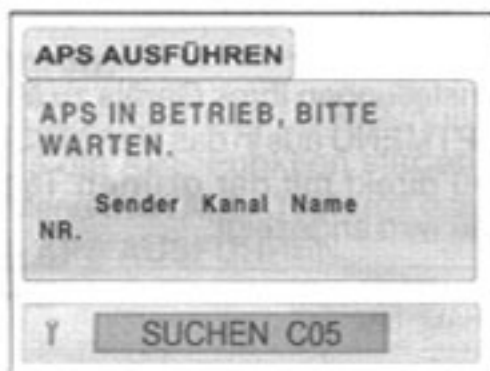 APS AUSFÜHREN
APS IN BETRIEB, BITTE
WARTEN.
Sender Kanal Name
NR.
SUCHEN C05